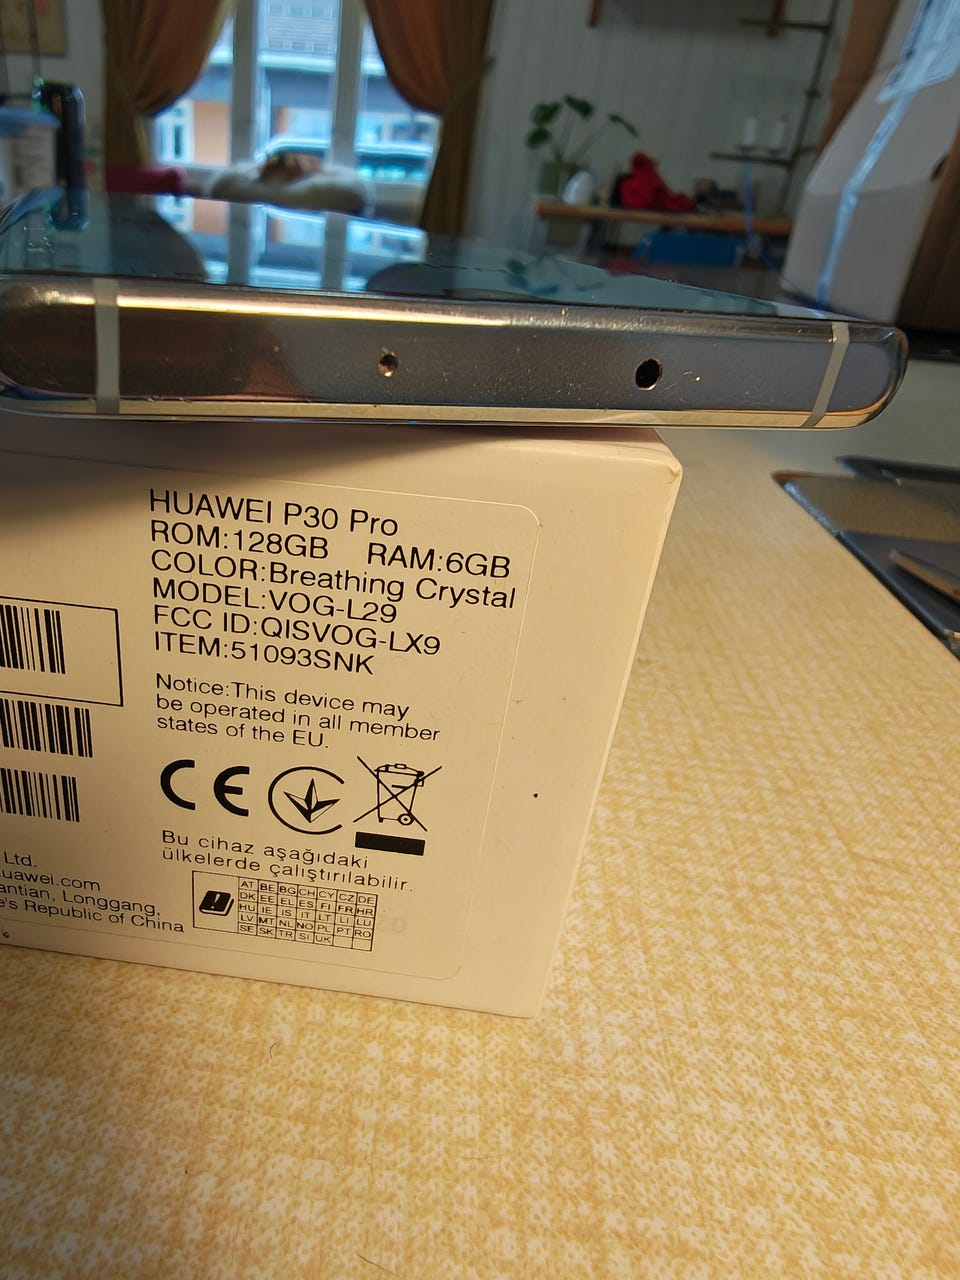 HUAWEI P30 Pro
ROM:128GB RAM:6GB
COLOR:Breathing Crystal
MODEL:VOG-L29
FCC ID:QISVOG-LX9
ITEM:51093SNK
Notice:This device may
be operated in all member
states of the EU.
CE
Bu cihaz aşağıdaki
ülkelerde çalıştırılabilir.
AT BE BG CH CY CZ DE
DK EE EL ES FI FR HR
HU IE IS IT LT LI LU
LV MT NL NO PL PT RO
SE SK TR SI UK
Ltd.
uawei.com
antian, Longgang,
e's Republic of China